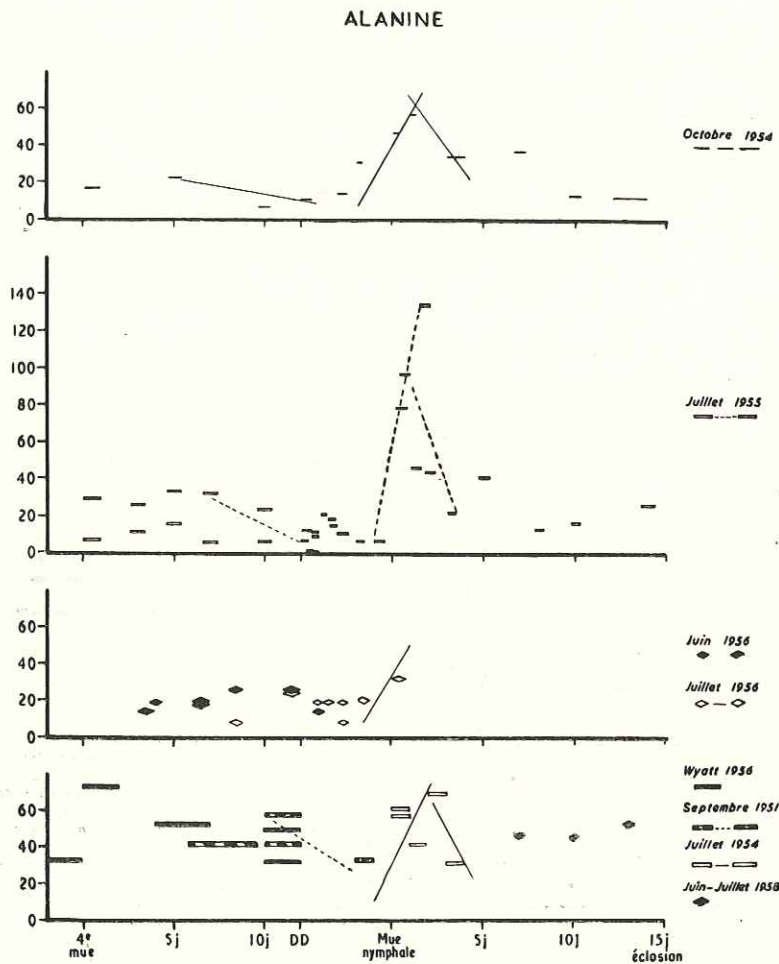 ALANINE
60
40
20
0
Octobre 1954
140
120
100
80
60
40
20
0
Juillet 1955
60
40
20
0
Juin 1956
Juillet 1956
60
40
20
0
Wyatt 1956
Septembre 1951
Juillet 1954
Juin-Juillet 1958
4e mue 5j 10j DD Mue nymphale 5j 10j 15j éclosion